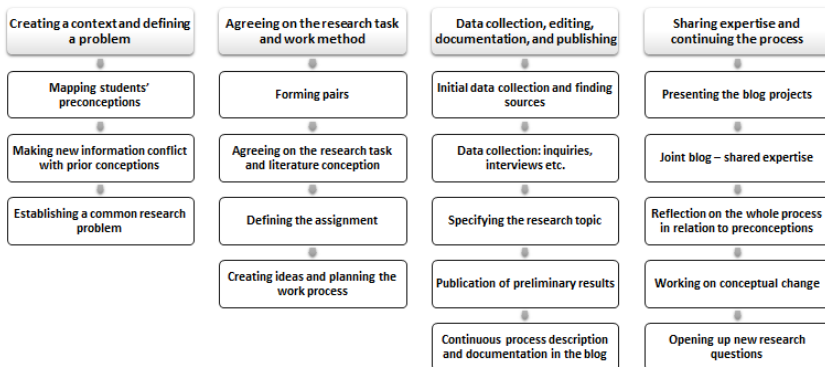 Creating a context and defining
a problem
Mapping students'
preconceptions
Making new information conflict
with prior conceptions
Establishing a common research
problem
Agreeing on the research task
and work method
Forming pairs
Agreeing on the research task
and literature conception
Defining the assignment
Creating ideas and planning the
work process
Data collection, editing,
documentation, and publishing
Initial data collection and finding
sources
Data collection: inquiries,
interviews etc.
Specifying the research topic
Publication of preliminary results
Continuous process description
and documentation in the blog
Sharing expertise and
continuing the process
Presenting the blog projects
Joint blog – shared expertise
Reflection on the whole process
in relation to preconceptions
Working on conceptual change
Opening up new research
questions